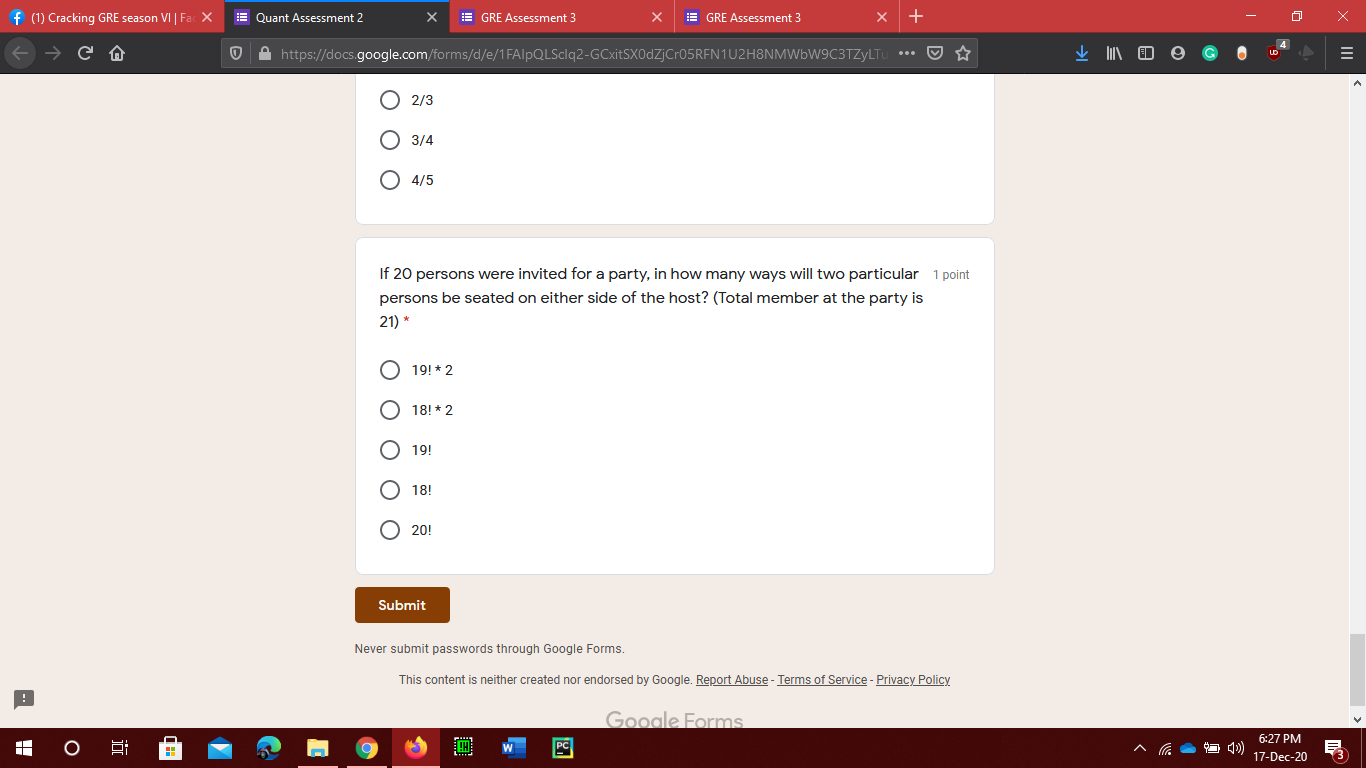 (1) Cracking GRE season VI | Fac
Quant Assessment 2
GRE Assessment 3
GRE Assessment 3
https://docs.google.com/forms/d/e/1FAIpQLSclq2-GCxitSX0dZjCr05RFN1U2H8NMWbW9C3TZyLTu
4
2/3
3/4
4/5
If 20 persons were invited for a party, in how many ways will two particular
1 point
persons be seated on either side of the host? (Total member at the party is
21) *
19! * 2
18! * 2
19!
18!
20!
Submit
Never submit passwords through Google Forms.
This content is neither created nor endorsed by Google. Report Abuse - Terms of Service - Privacy Policy
Google Forms
W
PC
6:27 PM
17-Dec-20
3